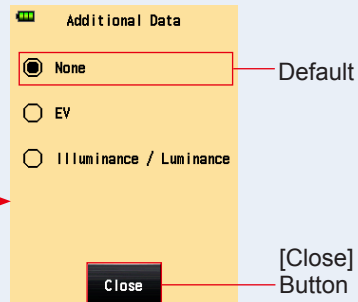 Additional Data
None
Default
EV
Illuminance / Luminance
[Close]
Button
Close